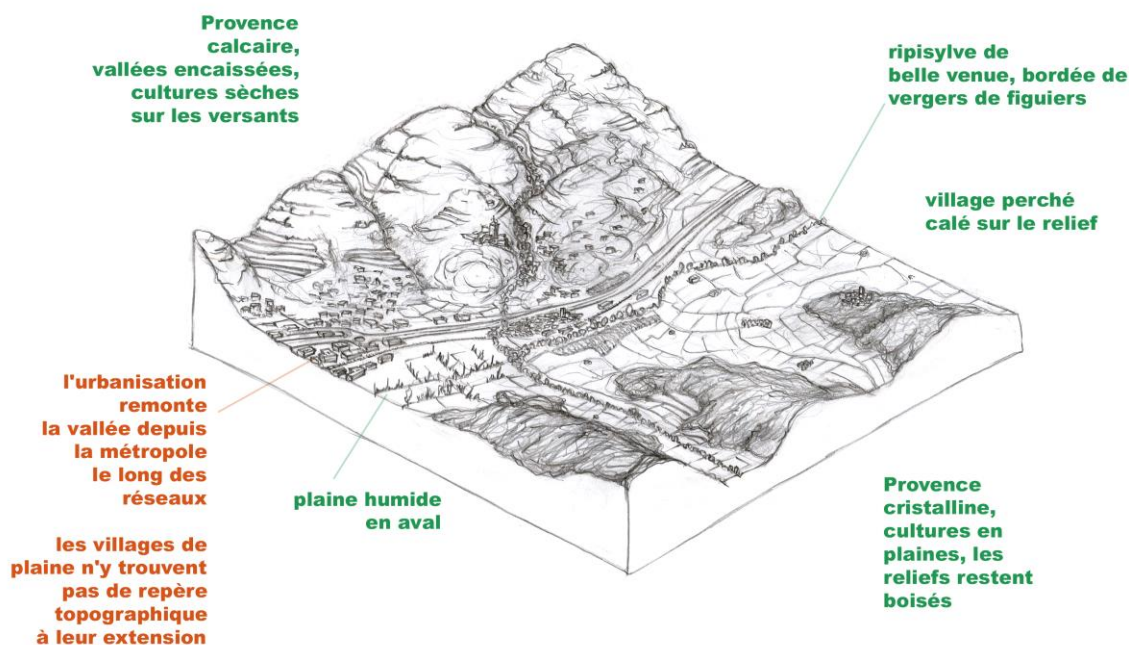 Provence
calcaire,
vallées encaissées,
cultures sèches
sur les versants
ripisylve de
belle venue, bordée de
vergers de figuiers
village perché
calé sur le relief
l'urbanisation
remonte
la vallée depuis
la métropole
le long des
réseaux
plaine humide
en aval
les villages de
plaine n'y trouvent
pas de repère
topographique
à leur extension
Provence
cristalline,
cultures en
plaines, les
reliefs restent
boisés